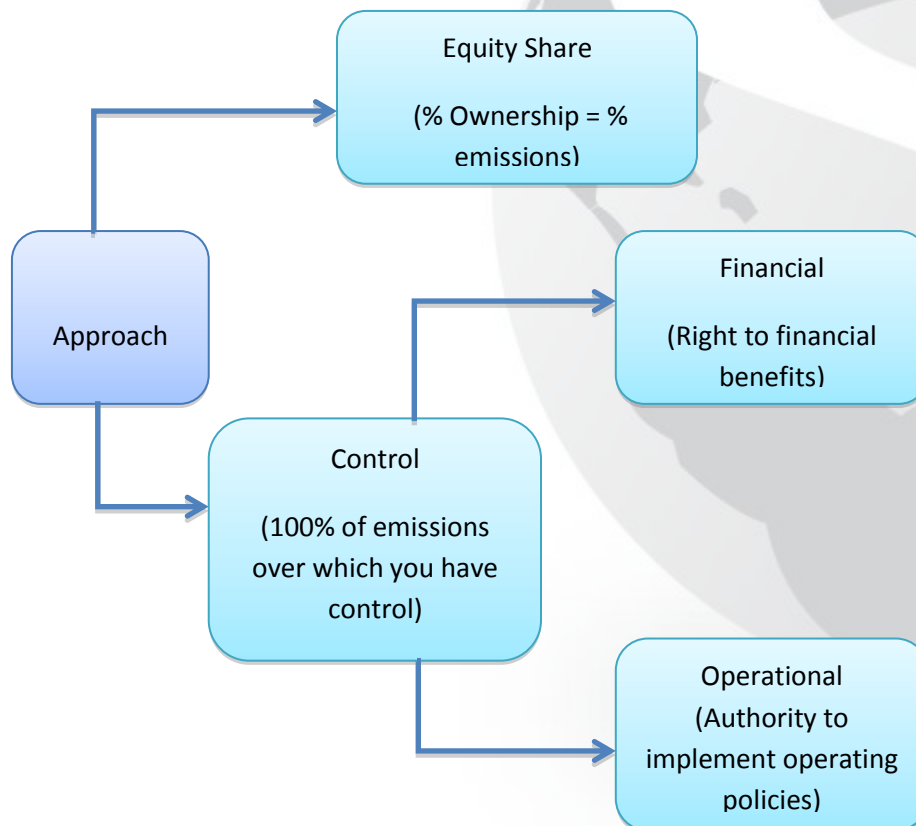 Equity Share
(% Ownership = %
emissions)
Approach
Financial
(Right to financial
benefits)
Control
(100% of emissions
over which you have
control)
Operational
(Authority to
implement operating
policies)